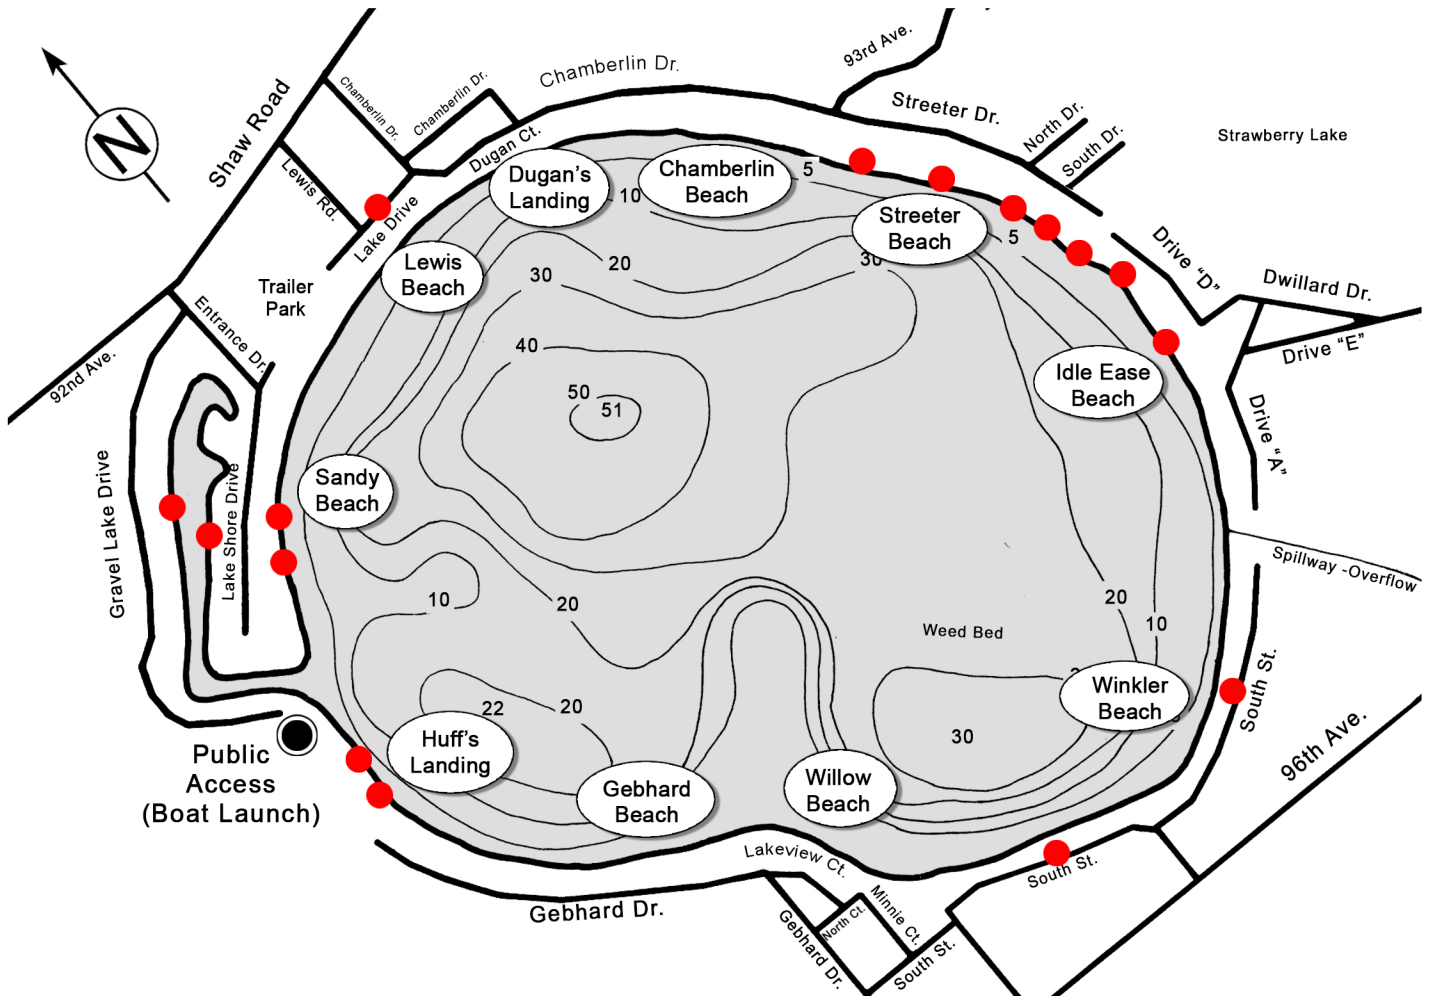 N
Shaw Road
Chamberlin Dr.
Chamberlin Dr.
Chamberlin Dr.
93rd Ave.
Streeter Dr.
North Dr.
South Dr.
Strawberry Lake
Dugan Ct.
Lewis Rd.
Lake Drive
Dugan's
Landing
Chamberlin
Beach
5
10
Streeter
Beach
5
Drive "D"
Dwillard Dr.
Drive "E"
Drive "A"
Lewis
Beach
Trailer
Park
Entrance Dr.
92nd Ave.
20
30
30
40
50
51
Idle Ease
Beach
Sandy
Beach
Gravel Lake Drive
Lake Shore Drive
Spillway -Overflow
10
20
20
10
Weed Bed
Winkler
Beach
South St.
96th Ave.
22
20
30
Huff's
Landing
Gebhard
Beach
Willow
Beach
Public
Access
(Boat Launch)
Lakeview Ct.
South St.
Gebhard Dr.
Gebhard Dr.
North Ct.
Minnie Ct.
South St.